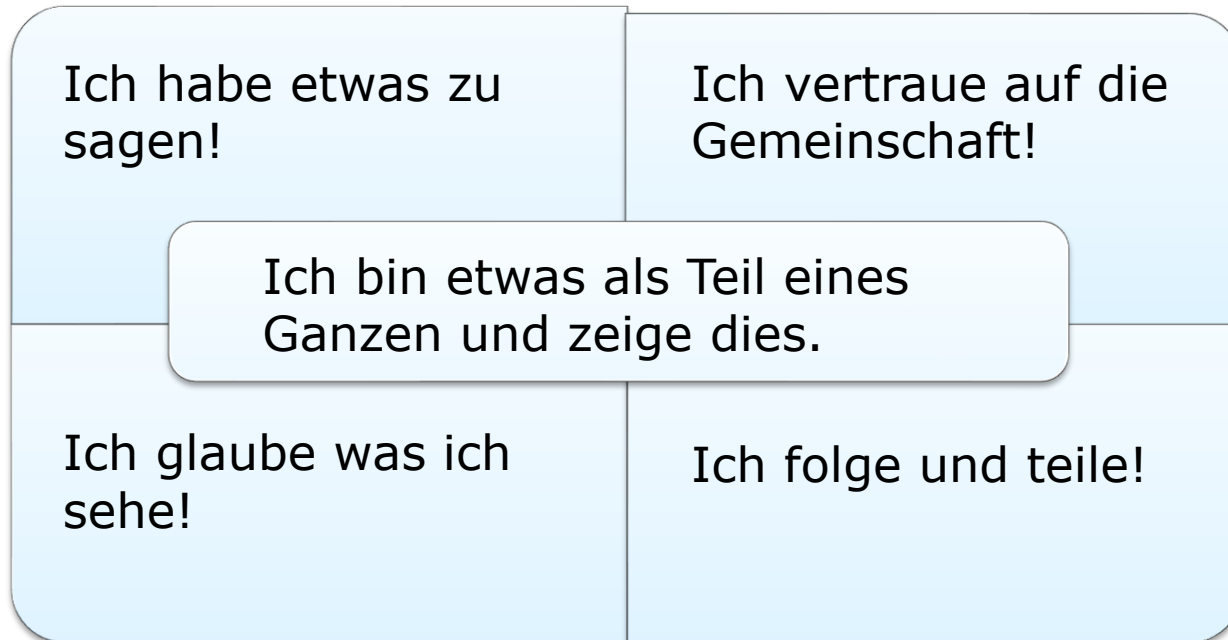 Ich habe etwas zu
sagen!
Ich vertraue auf die
Gemeinschaft!
Ich bin etwas als Teil eines
Ganzen und zeige dies.
Ich glaube was ich
sehe!
Ich folge und teile!